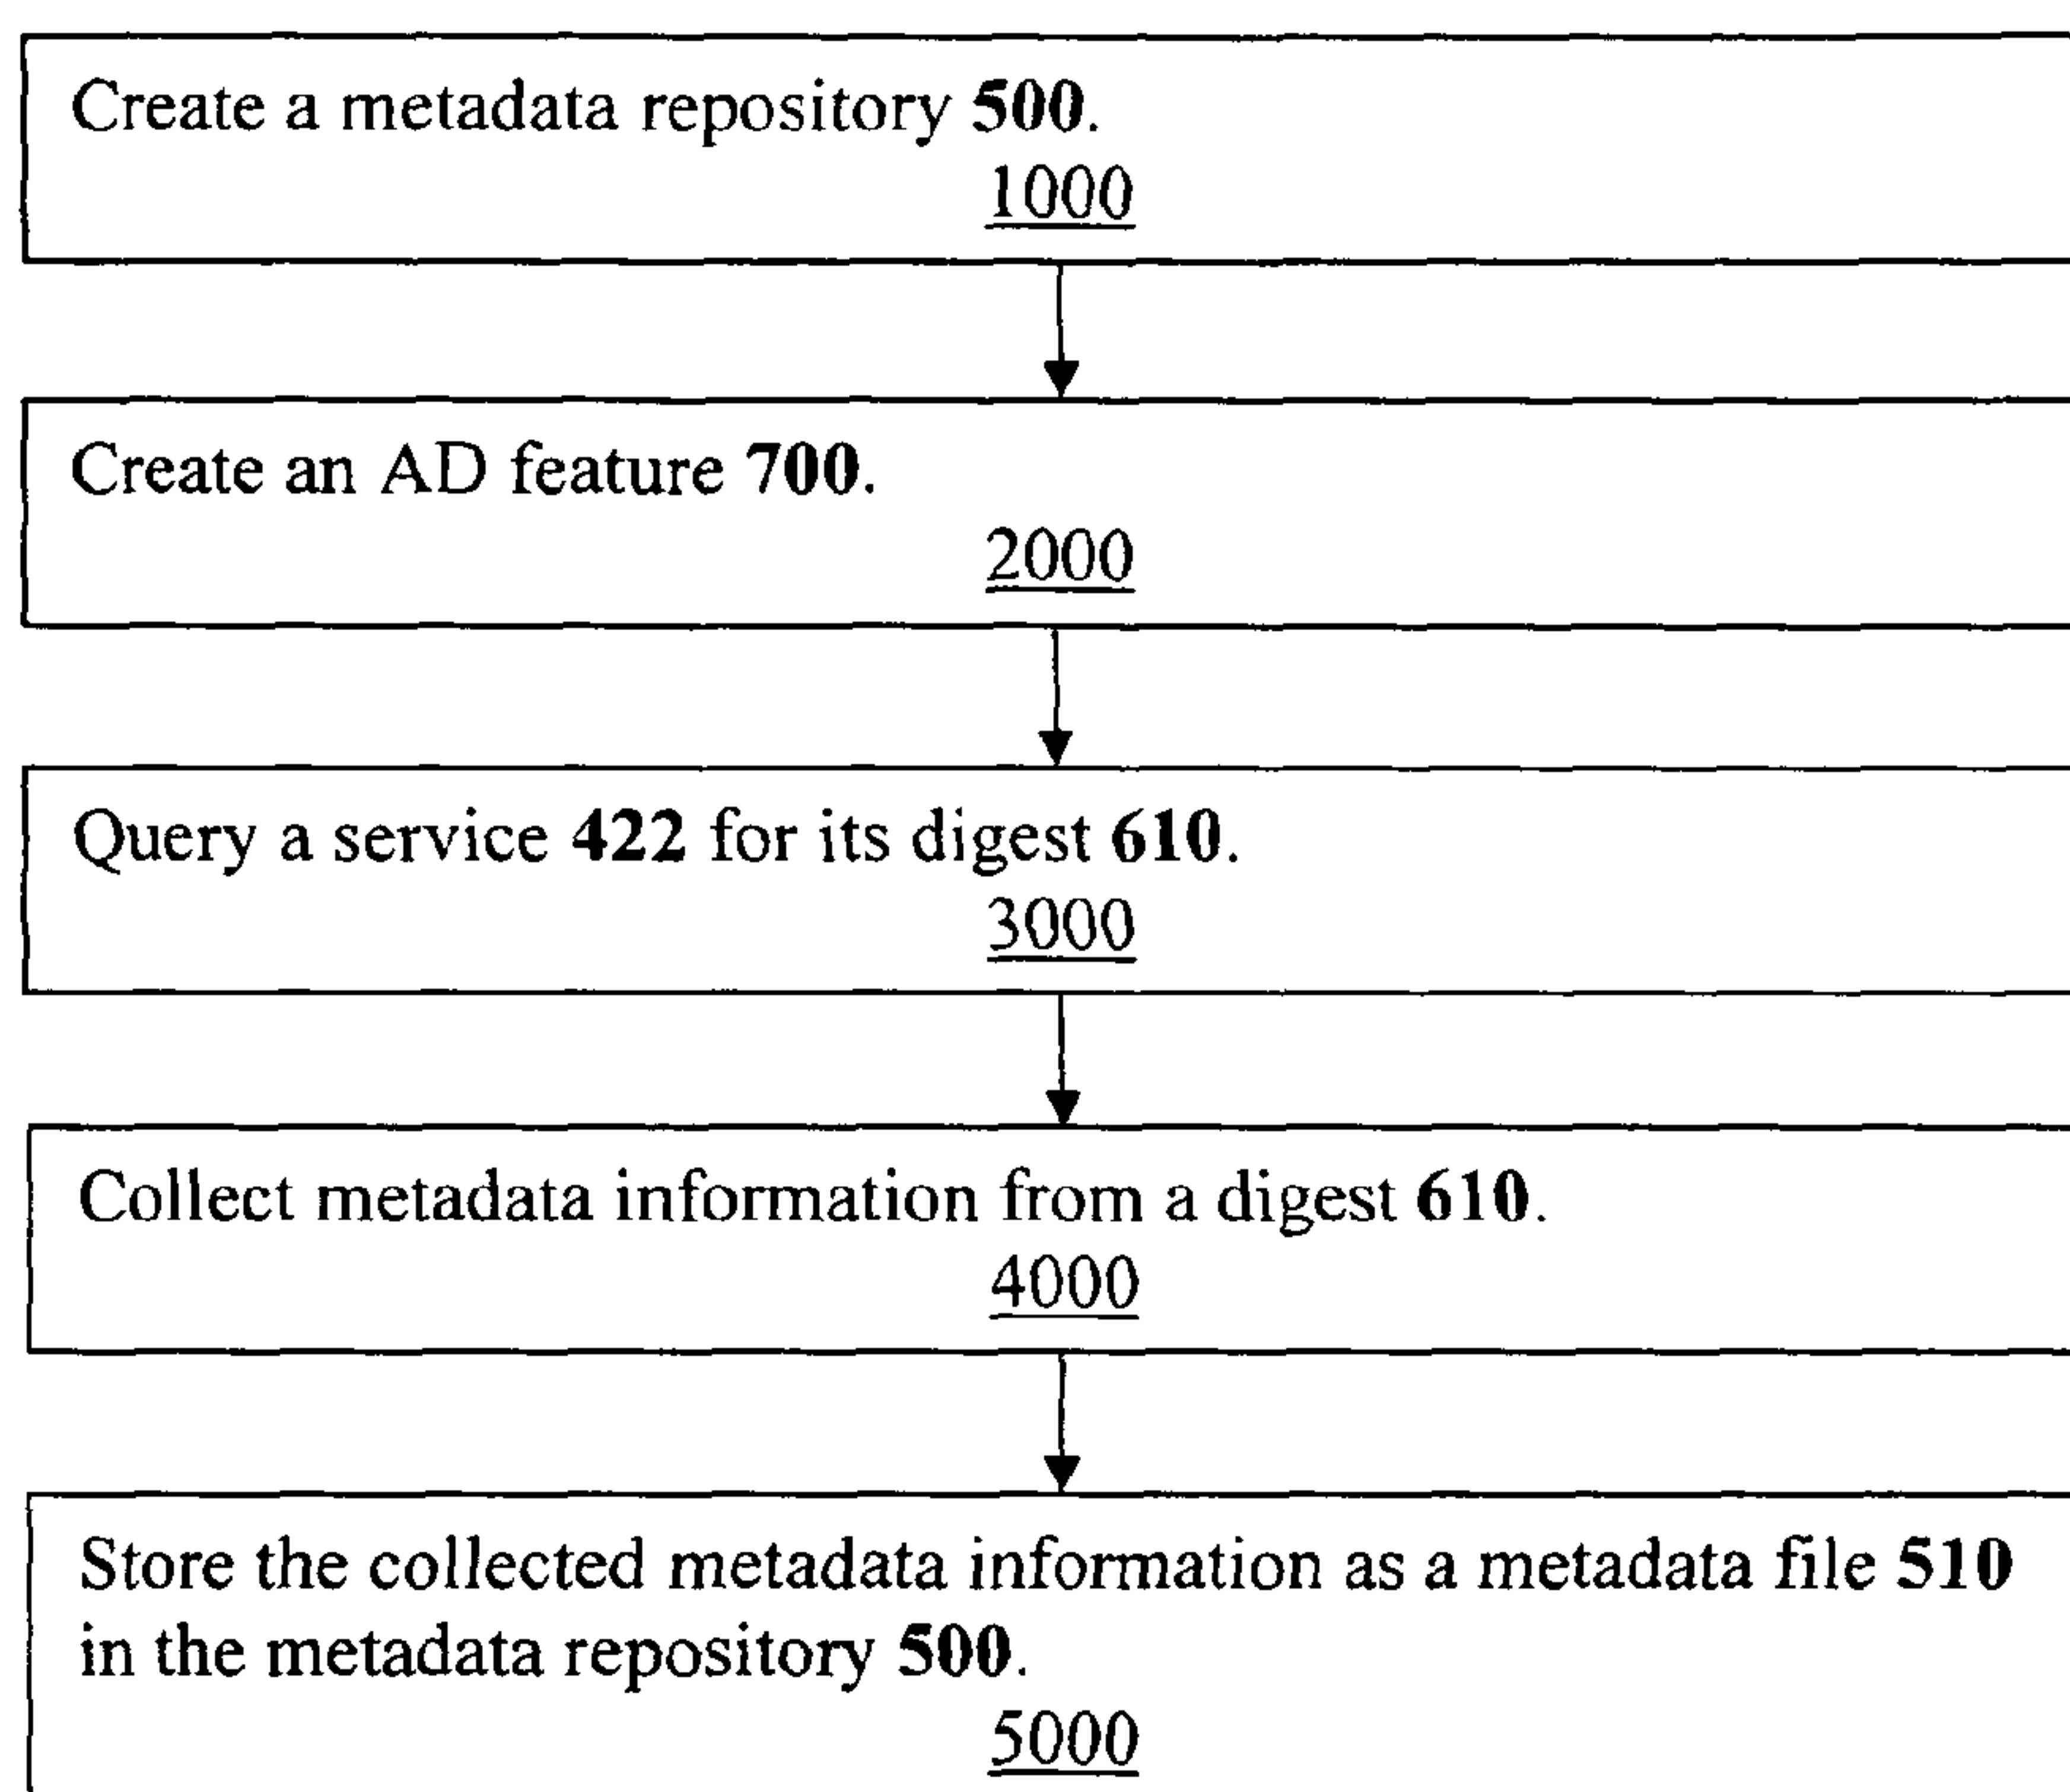 Create a metadata repository 500.
1000
Create an AD feature 700.
2000
Query a service 422 for its digest 610.
3000
Collect metadata information from a digest 610.
4000
Store the collected metadata information as a metadata file 510
in the metadata repository 500.
5000